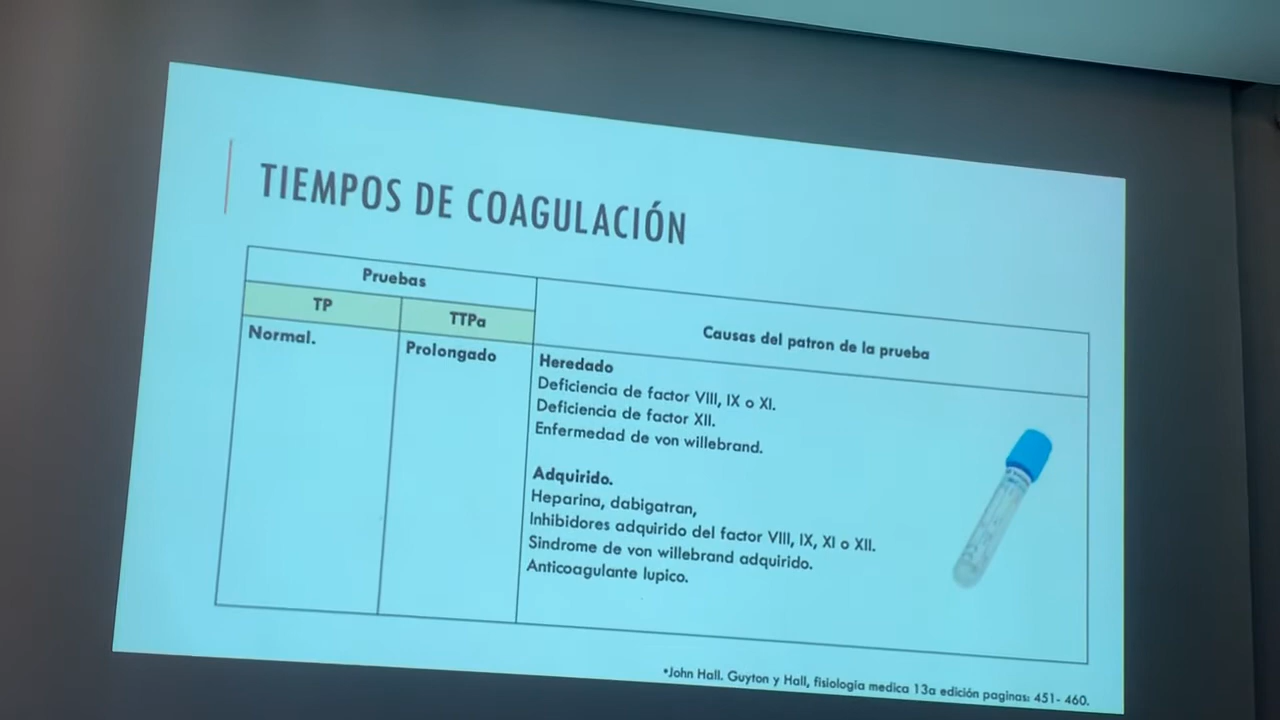 TIEMPOS DE COAGULACIÓN
Pruebas
TP
TTPa
Causas del patron de la prueba
Normal.
Prolongado
Heredado
Deficiencia de factor VIII, IX o XI.
Deficiencia de factor XII.
Enfermedad de von willebrand.
Adquirido.
Heparina, dabigatran,
Inhibidores adquirido del factor VIII, IX, XI o XII.
Sindrome de von willebrand adquirido.
Anticoagulante lupico.
*John Hall. Guyton y Hall, fisiologia medica 13a edición paginas: 451- 460.